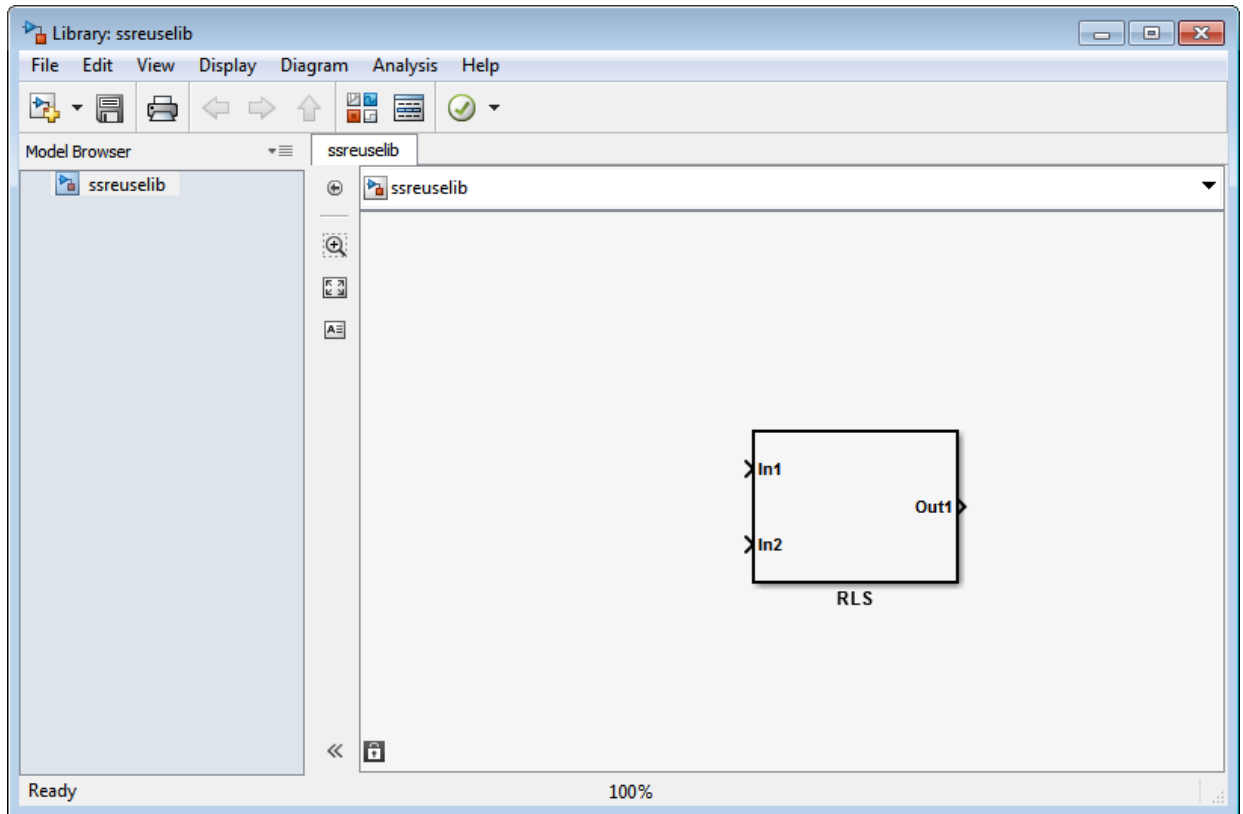 Library: ssreuselib
File Edit View Display Diagram Analysis Help
Model Browser
ssreuselib
ssreuselib
ssreuselib
In1
Out1
In2
RLS
Ready
100%